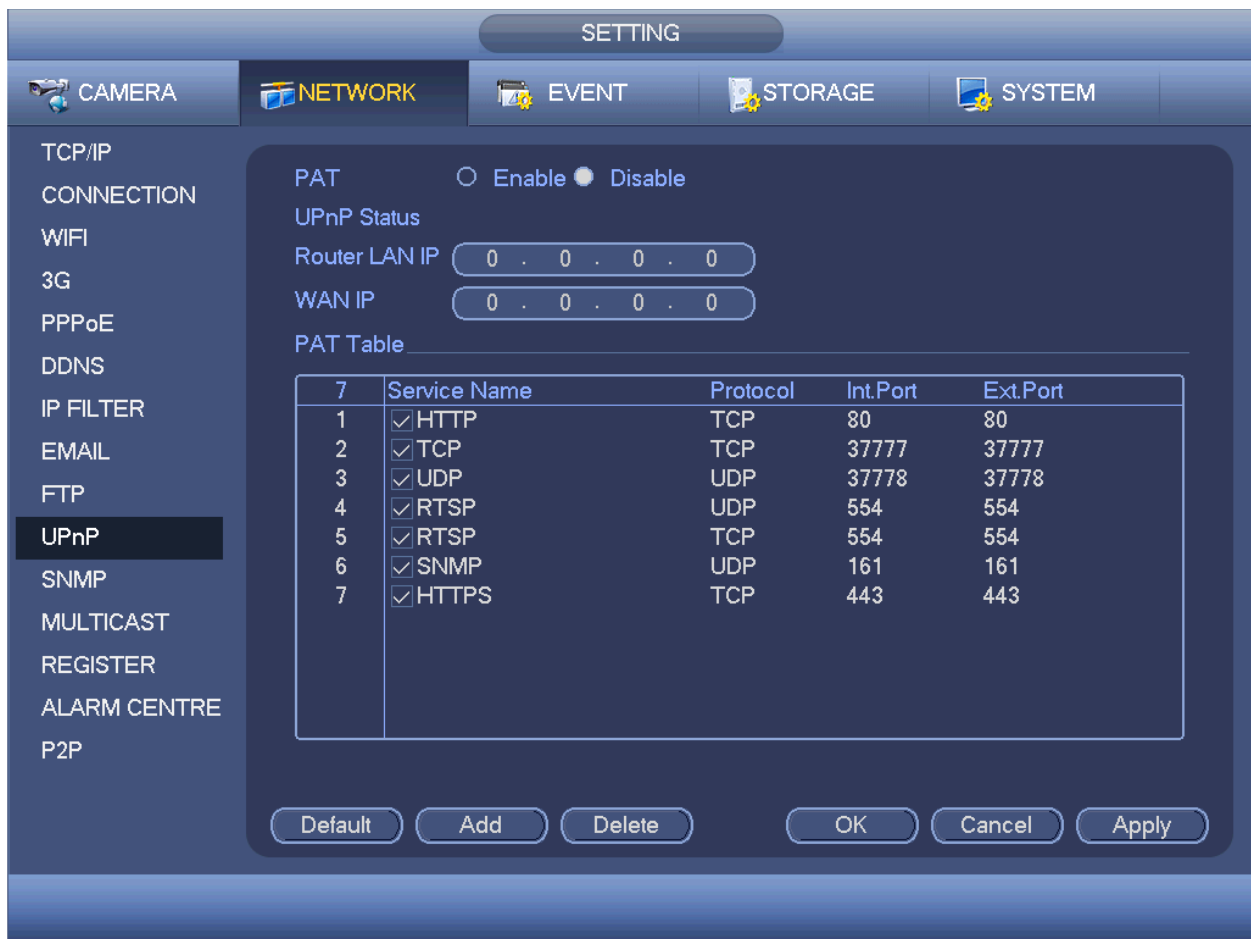 SETTING
CAMERA NETWORK EVENT STORAGE SYSTEM
TCP/IP
CONNECTION
WIFI
3G
PPPoE
DDNS
IP FILTER
EMAIL
FTP
UPnP
SNMP
MULTICAST
REGISTER
ALARM CENTRE
P2P
PAT Enable Disable
UPnP Status
Router LAN IP 0 . 0 . 0 . 0
WAN IP 0 . 0 . 0 . 0
PAT Table
7 Service Name Protocol Int.Port Ext.Port
1 HTTP TCP 80 80
2 TCP TCP 37777 37777
3 UDP UDP 37778 37778
4 RTSP UDP 554 554
5 RTSP TCP 554 554
6 SNMP UDP 161 161
7 HTTPS TCP 443 443
Default Add Delete OK Cancel Apply